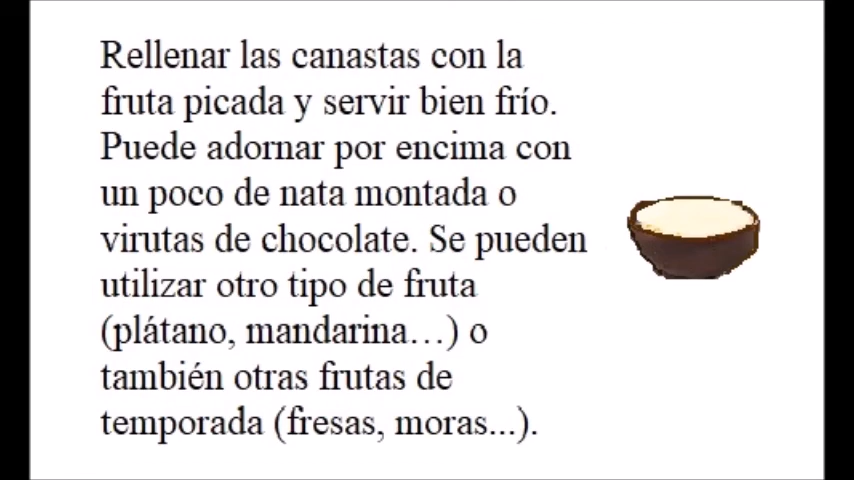 Rellenar las canastas con la
fruta picada y servir bien frío.
Puede adornar por encima con
un poco de nata montada o
virutas de chocolate. Se pueden
utilizar otro tipo de fruta
(plátano, mandarina…) o
también otras frutas de
temporada (fresas, moras...).